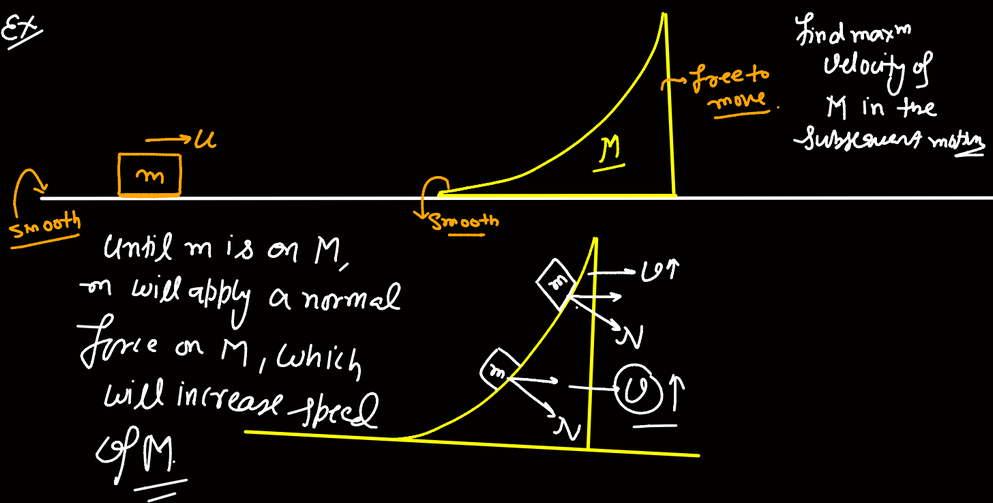 Ex
find maxm
velocity of
M in the
subsequent motion
free to
move.
M
u
m
smooth
smooth
Until m is on M,
m will apply a normal
force on M, which
will increase speed
of M.
m
v↑
N
m
v ↑
N